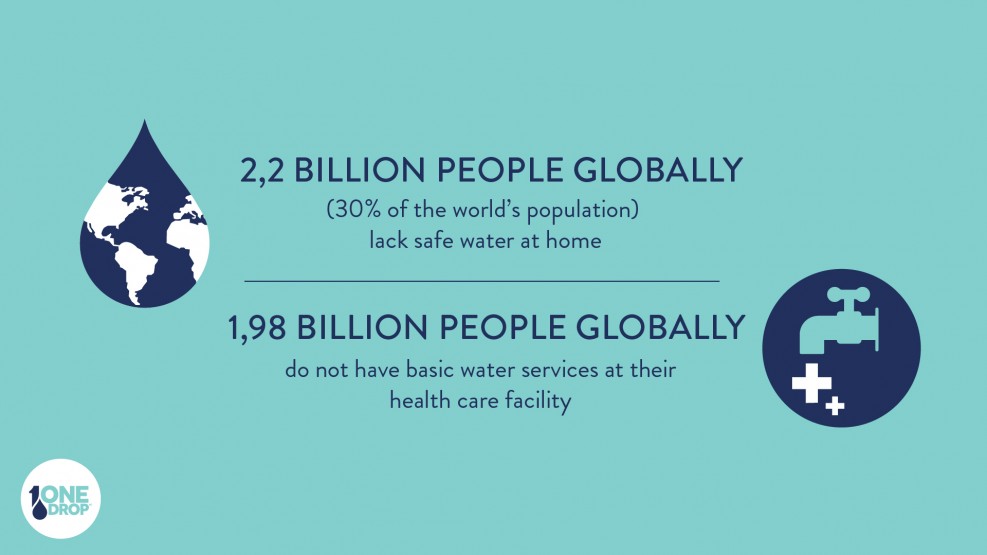 2,2 BILLION PEOPLE GLOBALLY
(30% of the world's population)
lack safe water at home
1,98 BILLION PEOPLE GLOBALLY
do not have basic water services at their
health care facility
1ONE
DROP